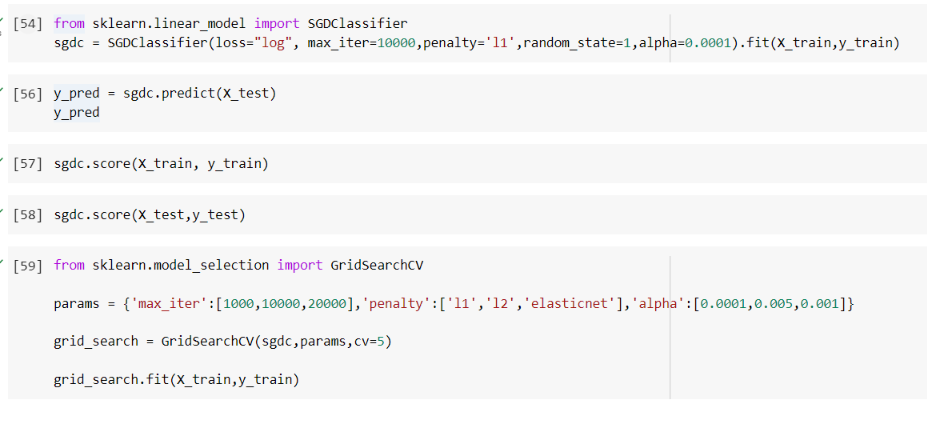 [54] from sklearn.linear_model import SGDClassifier
sgdc = SGDClassifier(loss="log", max_iter=10000,penalty='l1',random_state=1,alpha=0.0001).fit(X_train,y_train)
[56] y_pred = sgdc.predict(X_test)
y_pred
[57] sgdc.score(X_train, y_train)
[58] sgdc.score(X_test,y_test)
[59] from sklearn.model_selection import GridSearchCV
params = {'max_iter':[1000,10000,20000],'penalty':['l1','l2','elasticnet'],'alpha':[0.0001,0.005,0.001]}
grid_search = GridSearchCV(sgdc,params,cv=5)
grid_search.fit(X_train,y_train)